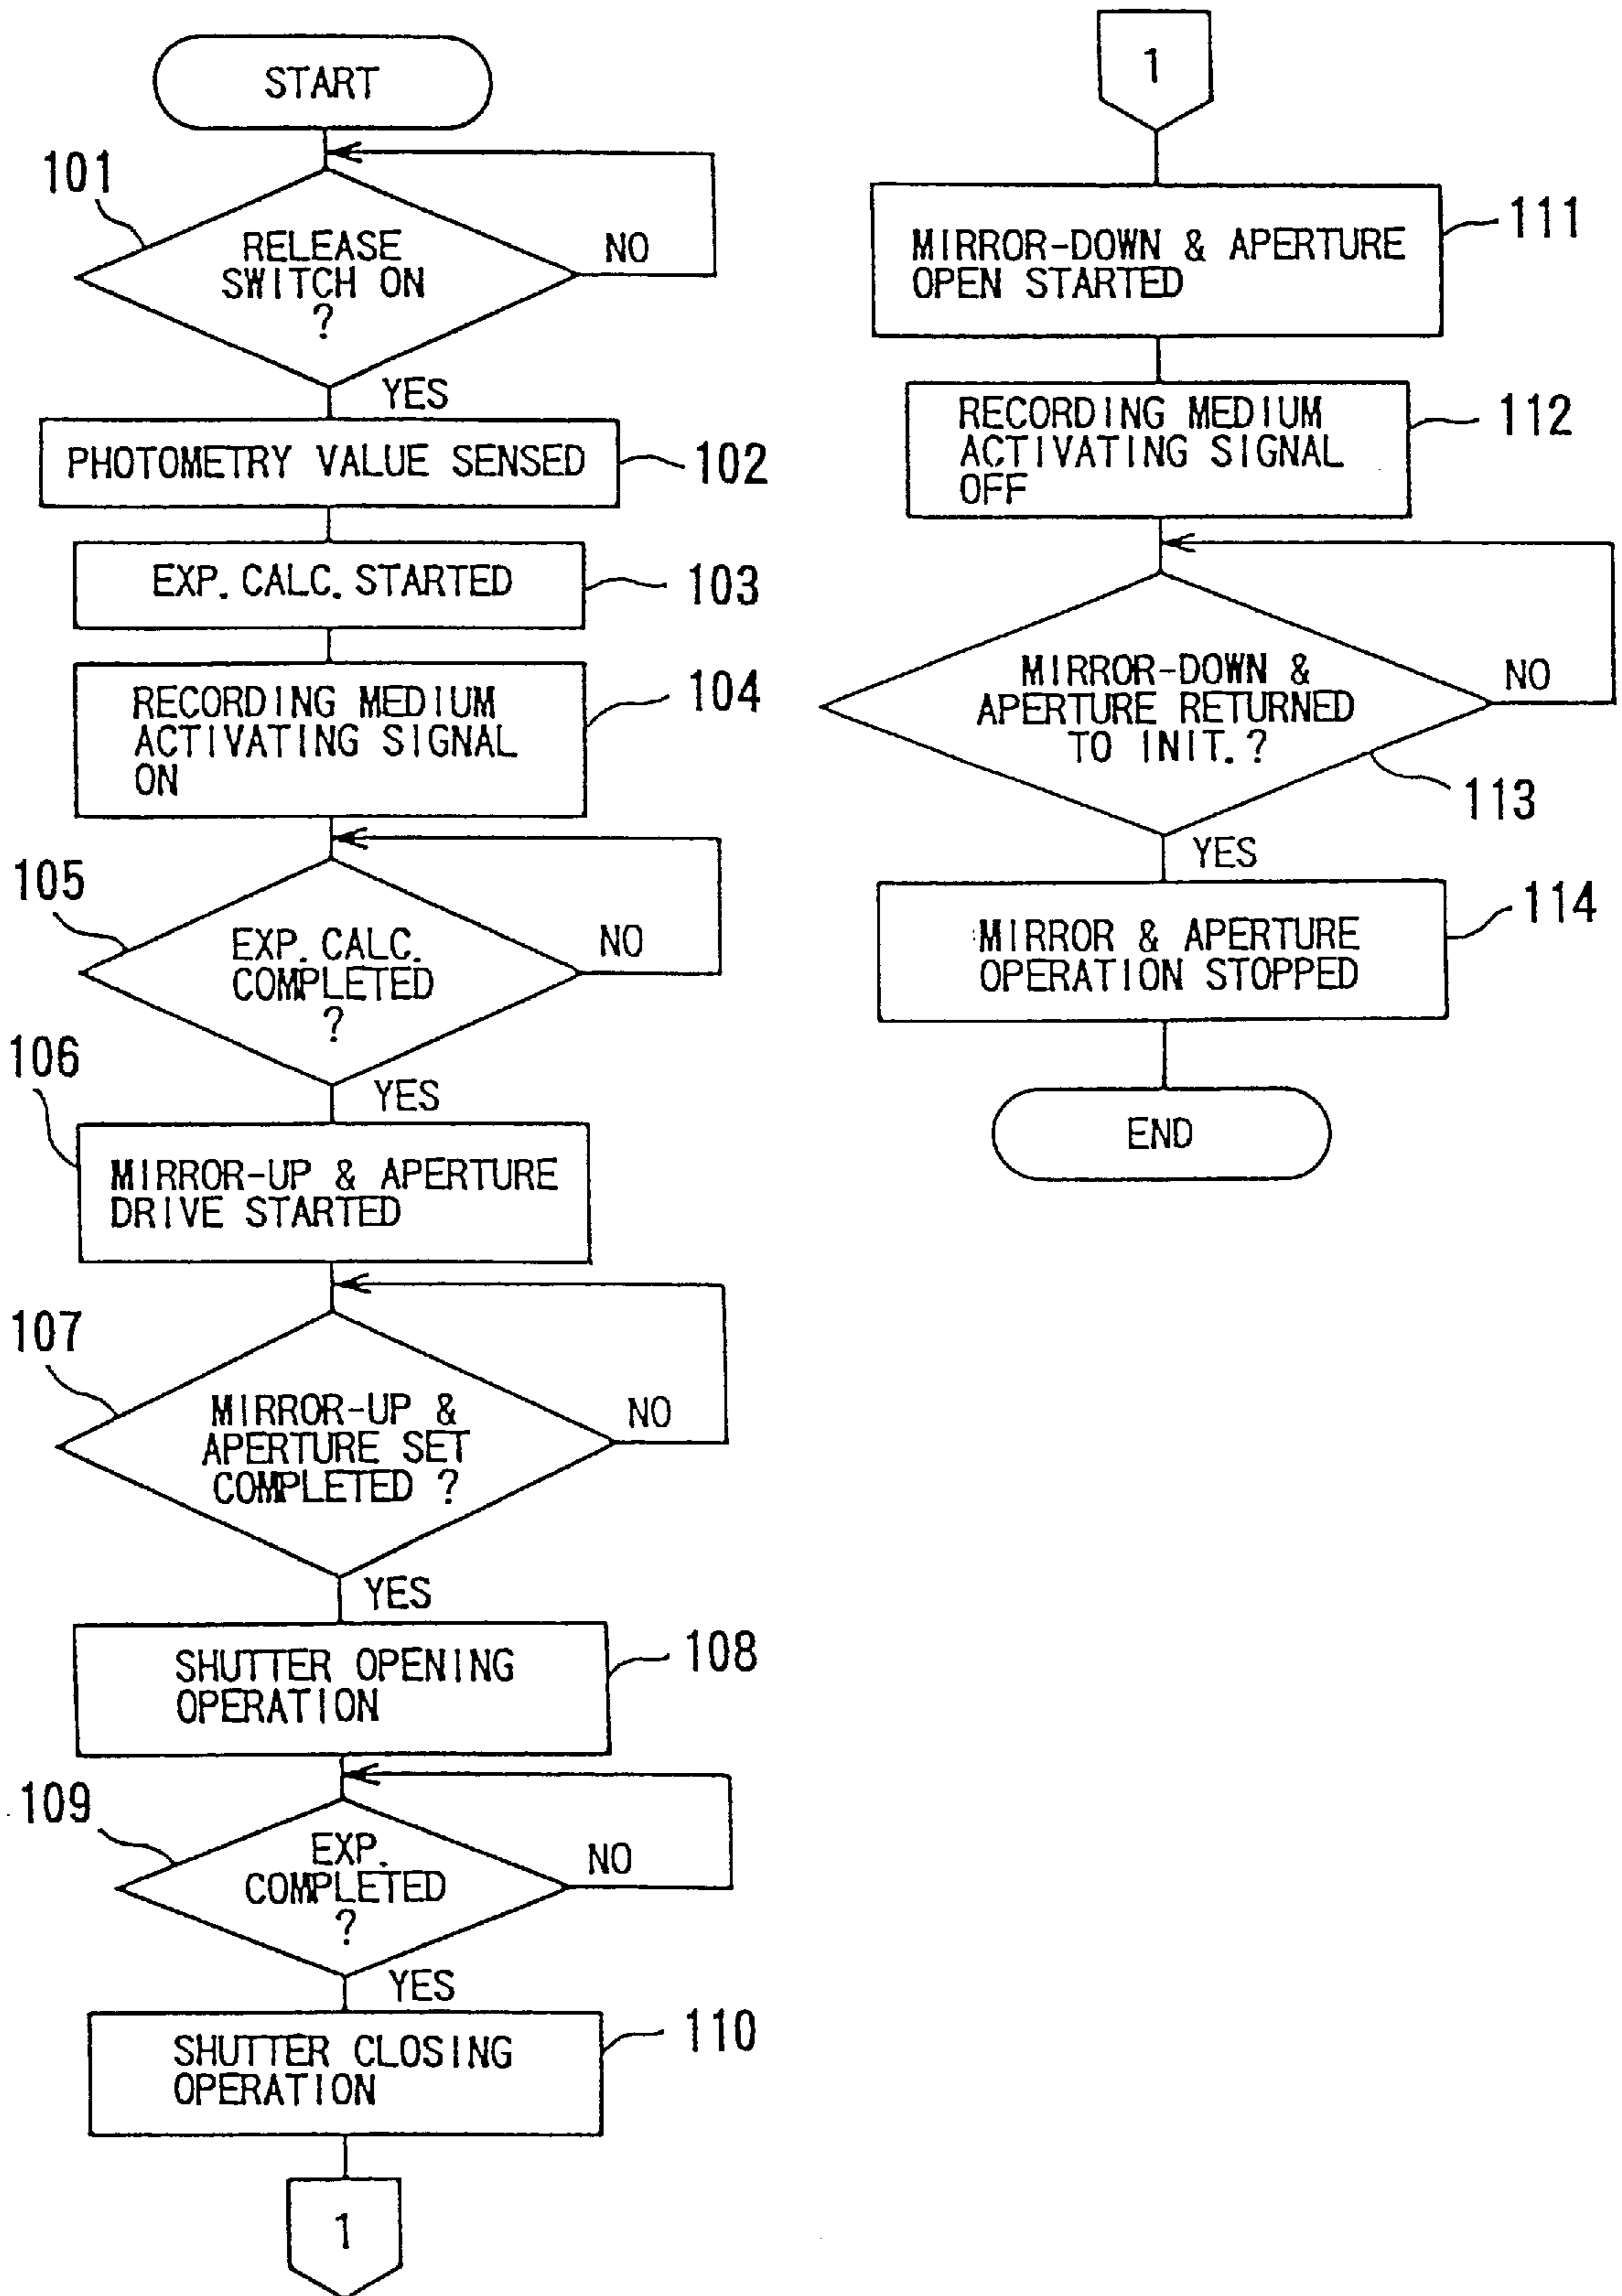 START
101
RELEASE
SWITCH ON
?
NO
YES
PHOTOMETRY VALUE SENSED
102
EXP. CALC. STARTED
103
RECORDING MEDIUM
ACTIVATING SIGNAL
ON
104
105
EXP. CALC.
COMPLETED
?
NO
YES
106
MIRROR-UP & APERTURE
DRIVE STARTED
107
MIRROR-UP &
APERTURE SET
COMPLETED ?
NO
YES
SHUTTER OPENING
OPERATION
108
109
EXP.
COMPLETED
?
NO
YES
SHUTTER CLOSING
OPERATION
110
1
1
MIRROR-DOWN & APERTURE
OPEN STARTED
111
RECORDING MEDIUM
ACTIVATING SIGNAL
OFF
112
MIRROR-DOWN &
APERTURE RETURNED
TO INIT. ?
NO
113
YES
MIRROR & APERTURE
OPERATION STOPPED
114
END